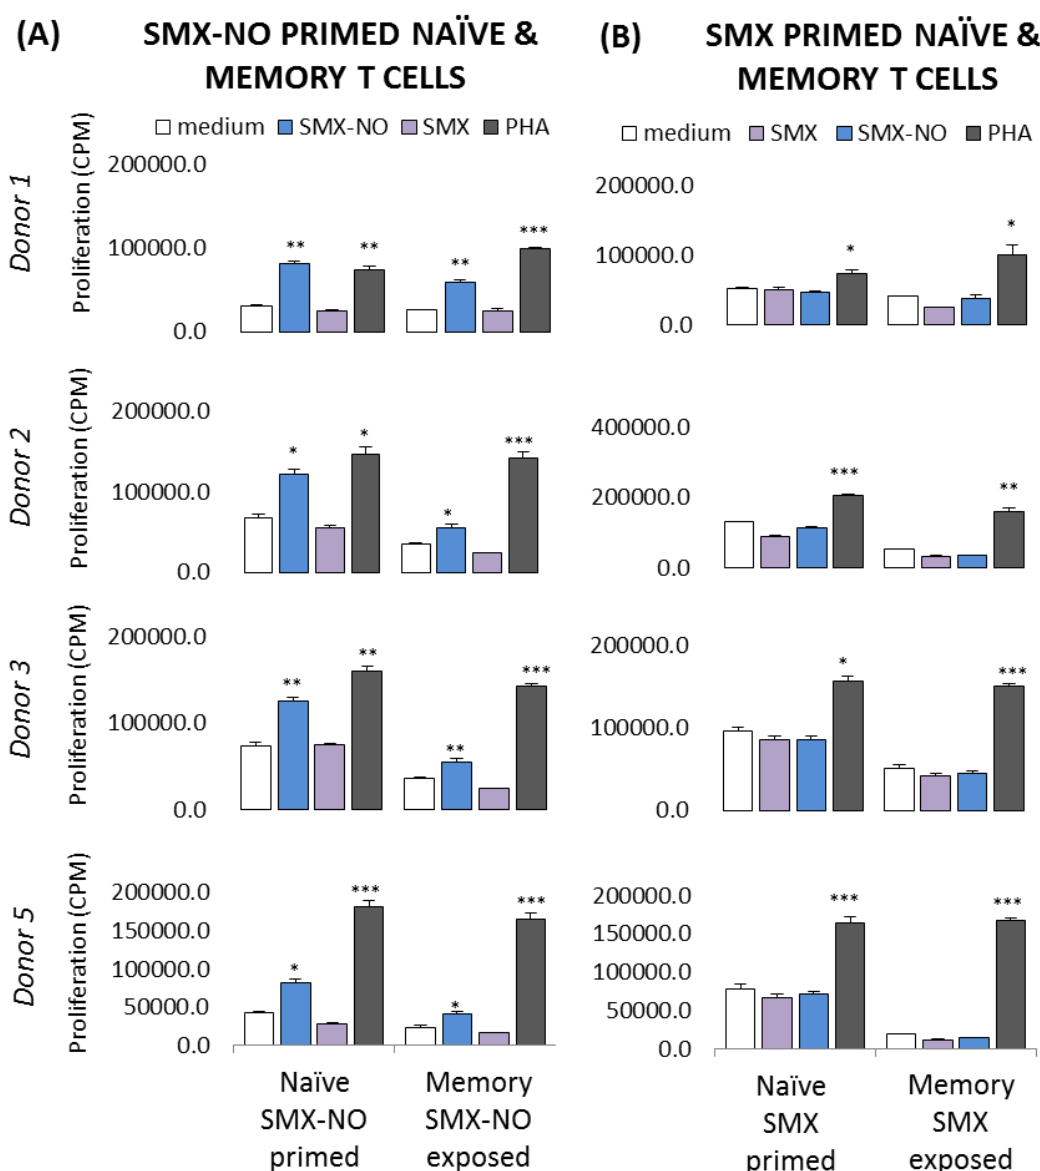 (A)
SMX-NO PRIMED NAÏVE &
MEMORY T CELLS
medium SMX-NO SMX PHA
Donor 1
Proliferation (CPM)
200000.0
100000.0
0.0
** ** ** ***
Donor 2
Proliferation (CPM)
200000.0
100000.0
0.0
* * * ***
Donor 3
Proliferation (CPM)
200000.0
100000.0
0.0
** ** ** ***
Donor 5
Proliferation (CPM)
200000.0
150000.0
100000.0
50000.0
0.0
* *** * ***
Naïve
SMX-NO
primed
Memory
SMX-NO
exposed
(B)
SMX PRIMED NAÏVE &
MEMORY T CELLS
medium SMX SMX-NO PHA
200000.0
100000.0
0.0
* *
400000.0
200000.0
0.0
*** **
200000.0
100000.0
0.0
* ***
200000.0
150000.0
100000.0
50000.0
0.0
*** ***
Naïve
SMX
primed
Memory
SMX
exposed